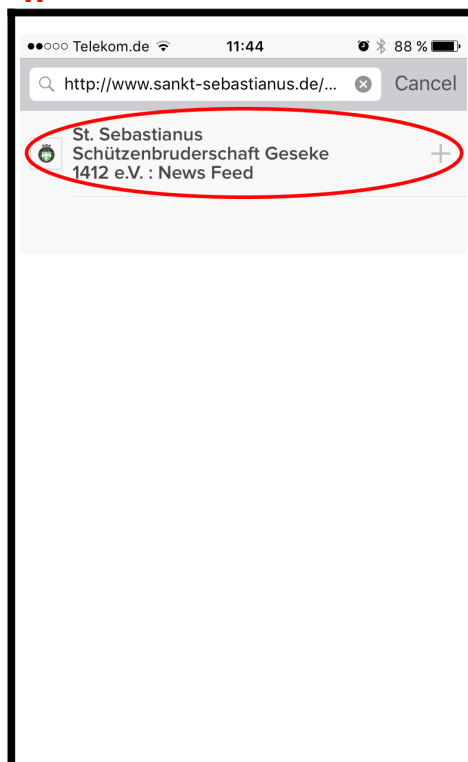 Telekom.de 11:44 88 %
http://www.sankt-sebastianus.de/... Cancel
St. Sebastianus
Schützenbruderschaft Geseke
1412 e.V. : News Feed